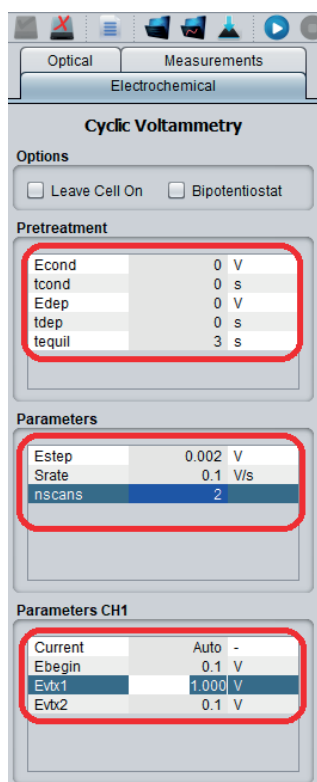 Optical Measurements
Electrochemical
Cyclic Voltammetry
Options
Leave Cell On Bipotentiostat
Pretreatment
Econd 0 V
tcond 0 s
Edep 0 V
tdep 0 s
tequil 3 s
Parameters
Estep 0.002 V
Srate 0.1 V/s
nscans 2
Parameters CH1
Current Auto -
Ebegin 0.1 V
Evtx1 1.000 V
Evtx2 0.1 V